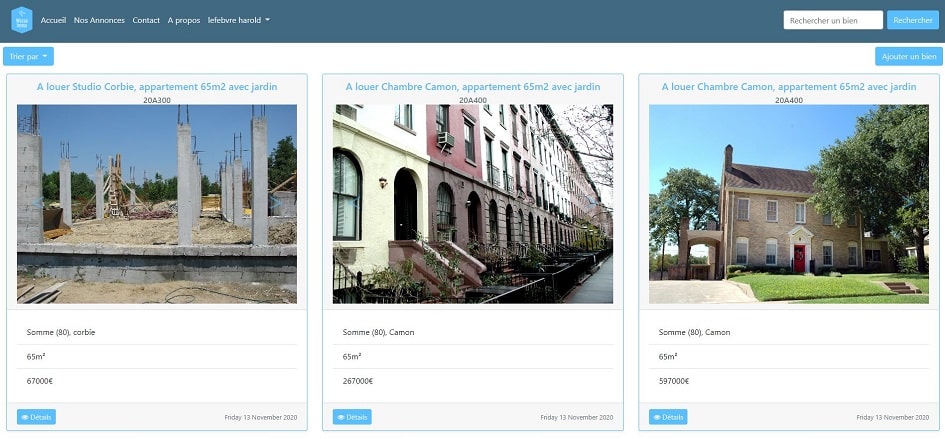 Accueil Nos Annonces Contact A propos lefebvre harold Rechercher un bien Rechercher
Trier par Ajouter un bien
A louer Studio Corbie, appartement 65m2 avec jardin
20A300
Somme (80), corbie
65m²
67000€
Détails Friday 13 November 2020
A louer Chambre Camon, appartement 65m2 avec jardin
20A400
Somme (80), Camon
65m²
267000€
Détails Friday 13 November 2020
A louer Chambre Camon, appartement 65m2 avec jardin
20A400
Somme (80), Camon
65m²
597000€
Détails Friday 13 November 2020